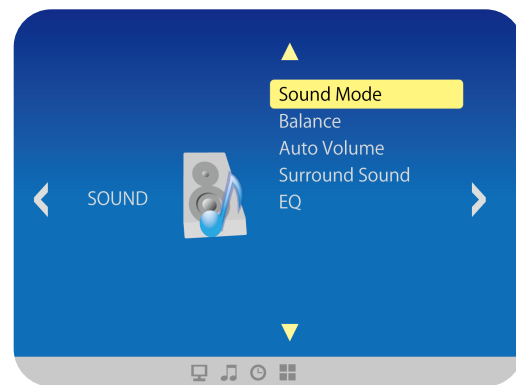 Sound Mode
Balance
Auto Volume
SOUND
Surround Sound
EQ